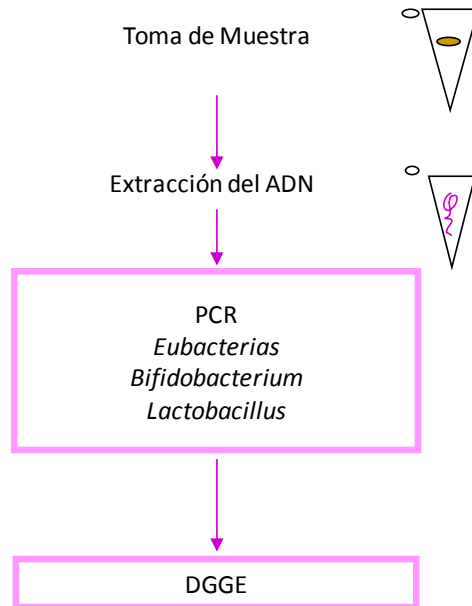 Toma de Muestra
Extracción del ADN
PCR
Eubacterias
Bifidobacterium
Lactobacillus
DGGE